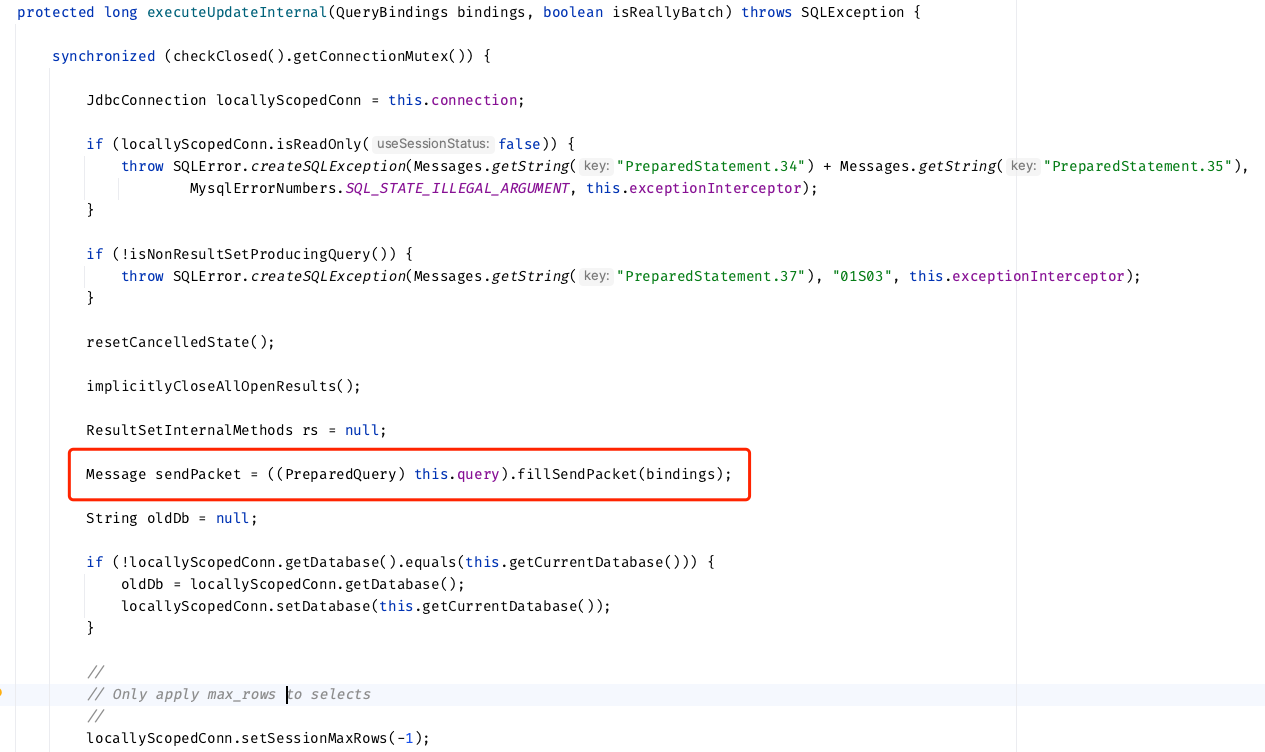 protected long executeUpdateInternal(QueryBindings bindings, boolean isReallyBatch) throws SQLException {
synchronized (checkClosed().getConnectionMutex()) {
JdbcConnection locallyScopedConn = this.connection;
if (locallyScopedConn.isReadOnly( useSessionStatus: false)) {
throw SQLError.createSQLException(Messages.getString( key: "PreparedStatement.34") + Messages.getString( key: "PreparedStatement.35"),
MysqlErrorNumbers.SQL_STATE_ILLEGAL_ARGUMENT, this.exceptionInterceptor);
}
if (!isNonResultSetProducingQuery()) {
throw SQLError.createSQLException(Messages.getString( key: "PreparedStatement.37"), "01S03", this.exceptionInterceptor);
}
resetCancelledState();
implicitlyCloseAllOpenResults();
ResultSetInternalMethods rs = null;
Message sendPacket = ((PreparedQuery) this.query).fillSendPacket(bindings);
String oldDb = null;
if (!locallyScopedConn.getDatabase().equals(this.getCurrentDatabase())) {
oldDb = locallyScopedConn.getDatabase();
locallyScopedConn.setDatabase(this.getCurrentDatabase());
}
//
// Only apply max_rows to selects
//
locallyScopedConn.setSessionMaxRows(-1);